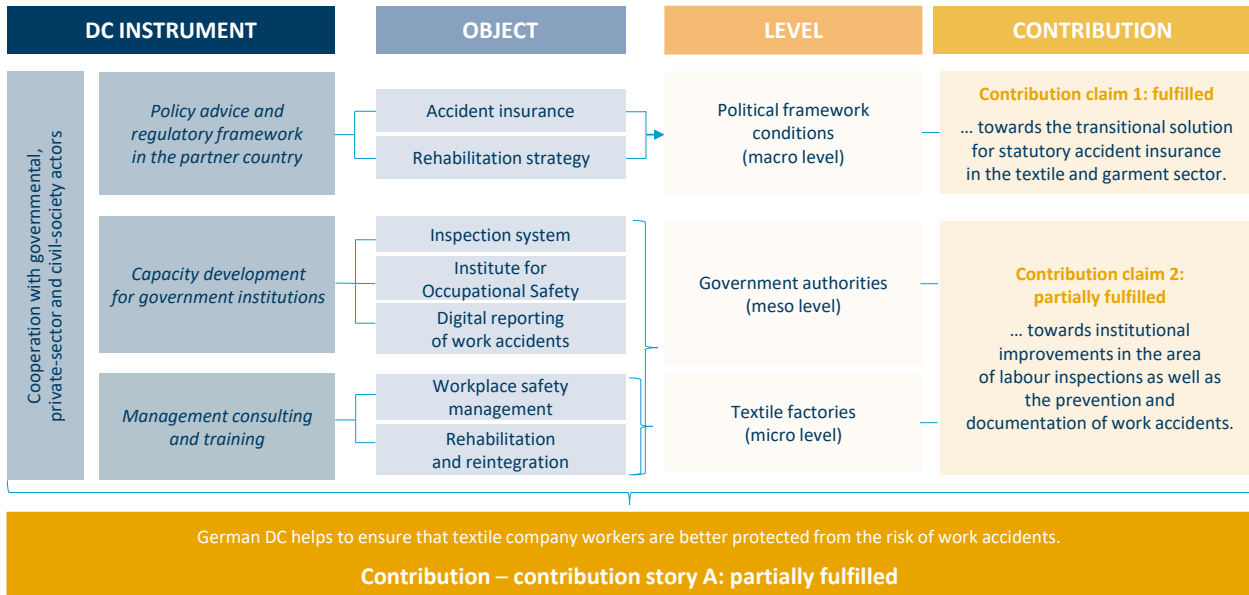 DC INSTRUMENT
OBJECT
LEVEL
CONTRIBUTION
Cooperation with governmental,
private-sector and civil-society actors
Policy advice and
regulatory framework
in the partner country
Accident insurance
Rehabilitation strategy
Political framework
conditions
(macro level)
Contribution claim 1: fulfilled
... towards the transitional solution
for statutory accident insurance
in the textile and garment sector.
Capacity development
for government institutions
Inspection system
Institute for
Occupational Safety
Digital reporting
of work accidents
Government authorities
(meso level)
Contribution claim 2:
partially fulfilled
... towards institutional
improvements in the area
of labour inspections as well as
the prevention and
documentation of work accidents.
Management consulting
and training
Workplace safety
management
Rehabilitation
and reintegration
Textile factories
(micro level)
German DC helps to ensure that textile company workers are better protected from the risk of work accidents.
Contribution – contribution story A: partially fulfilled